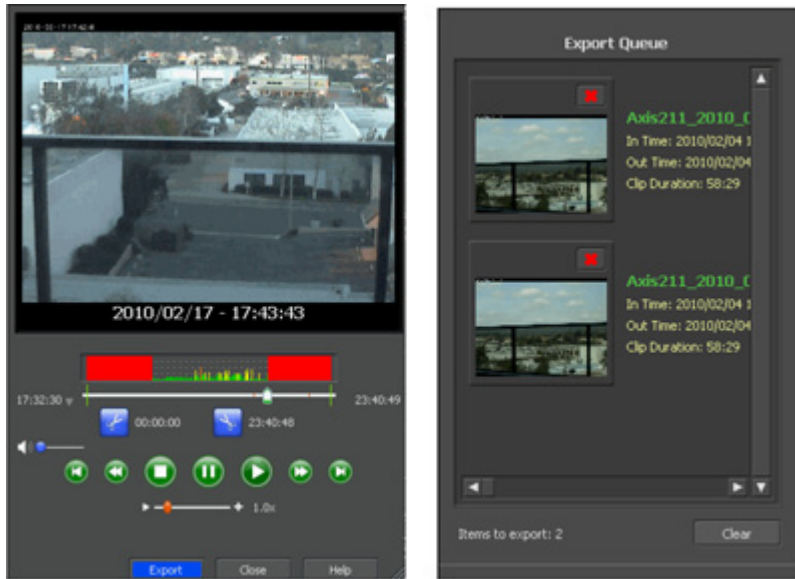 2010/02/17 - 17:43:43
17:32:30
23:40:49
00:00:00
23:40:48
1.0x
Export
Close
Help
Export Queue
Axis211_2010_0
In Time: 2010/02/04 1
Out Time: 2010/02/04
Clip Duration: 58:29
Axis211_2010_0
In Time: 2010/02/04 1
Out Time: 2010/02/04
Clip Duration: 58:29
Items to export: 2
Clear